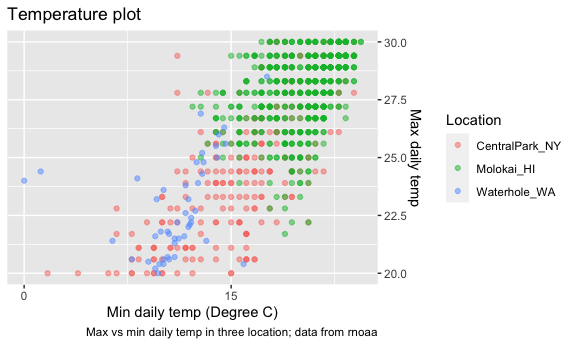 Temperature plot
30.0
27.5
25.0
22.5
20.0
Max daily temp
0
15
Min daily temp (Degree C)
Max vs min daily temp in three location; data from rnoaa
Location
CentralPark_NY
Molokai_HI
Waterhole_WA